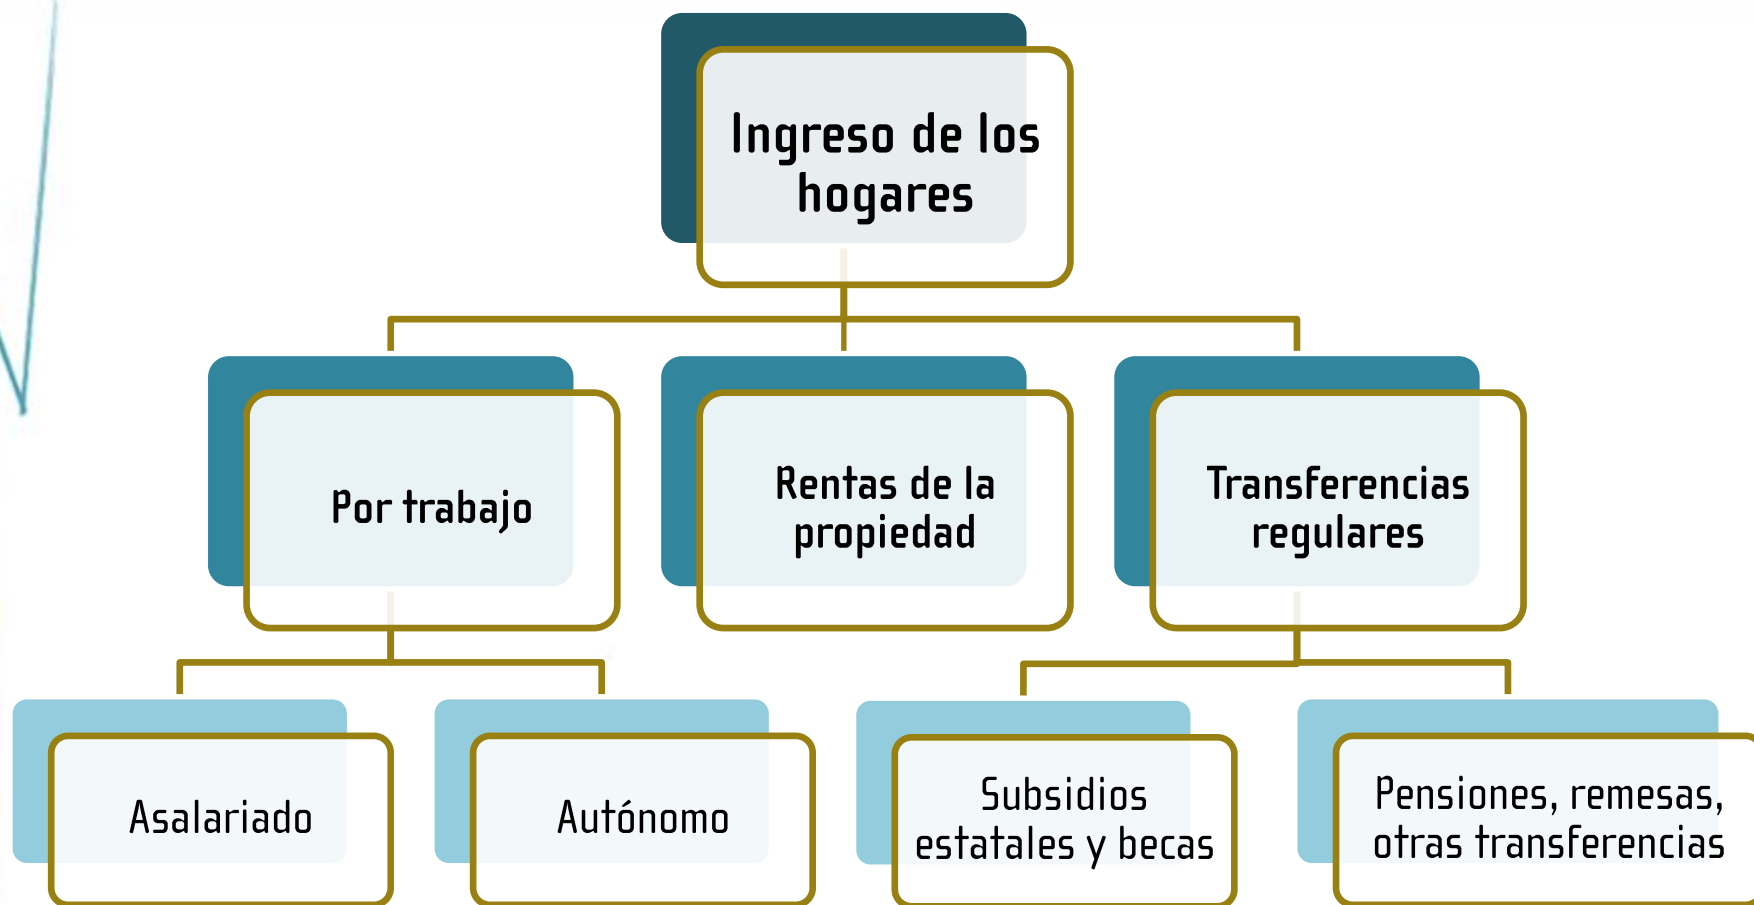 Ingreso de los
hogares
Por trabajo
Rentas de la
propiedad
Transferencias
regulares
Asalariado
Autónomo
Subsidios
estatales y becas
Pensiones, remesas,
otras transferencias